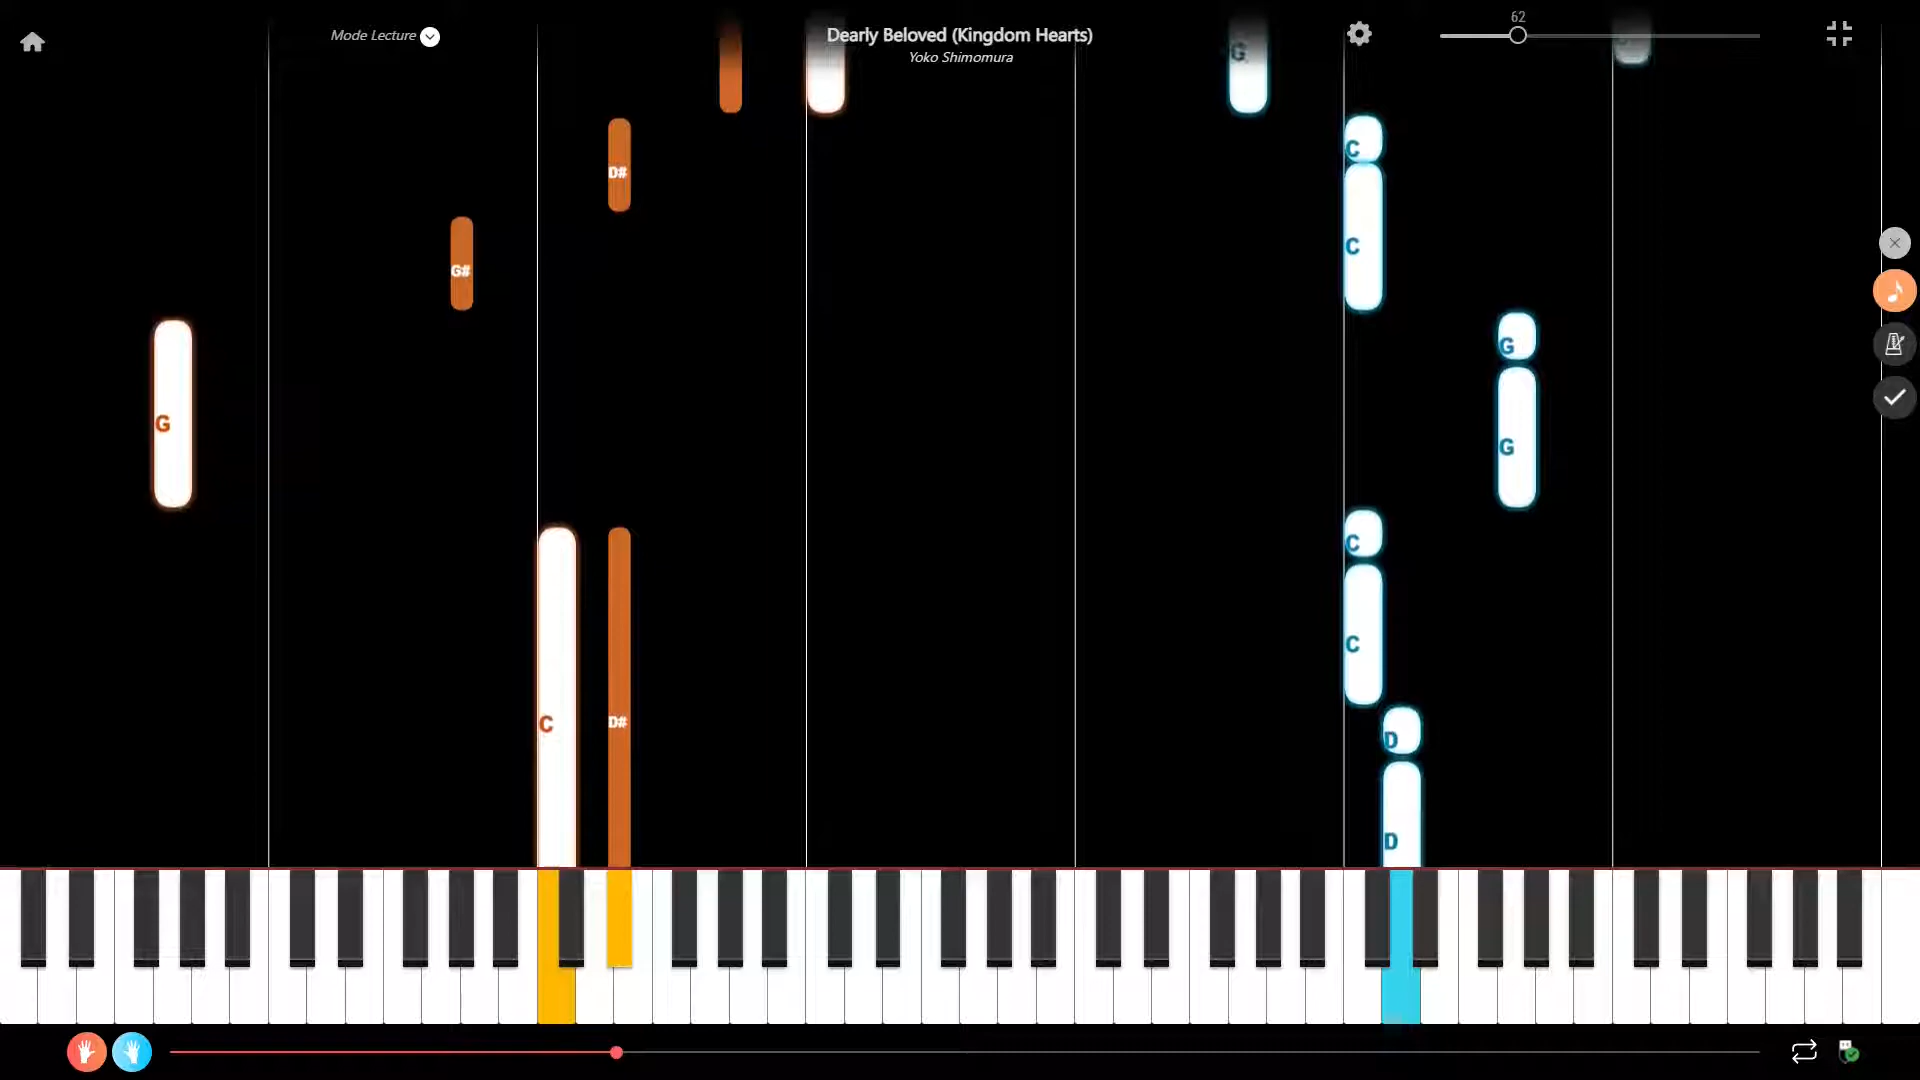 62
Mode Lecture
Dearly Beloved (Kingdom Hearts)
Yoko Shimomura
G
C
D#
C
G#
G
G
G
C
C
C
D#
D
D